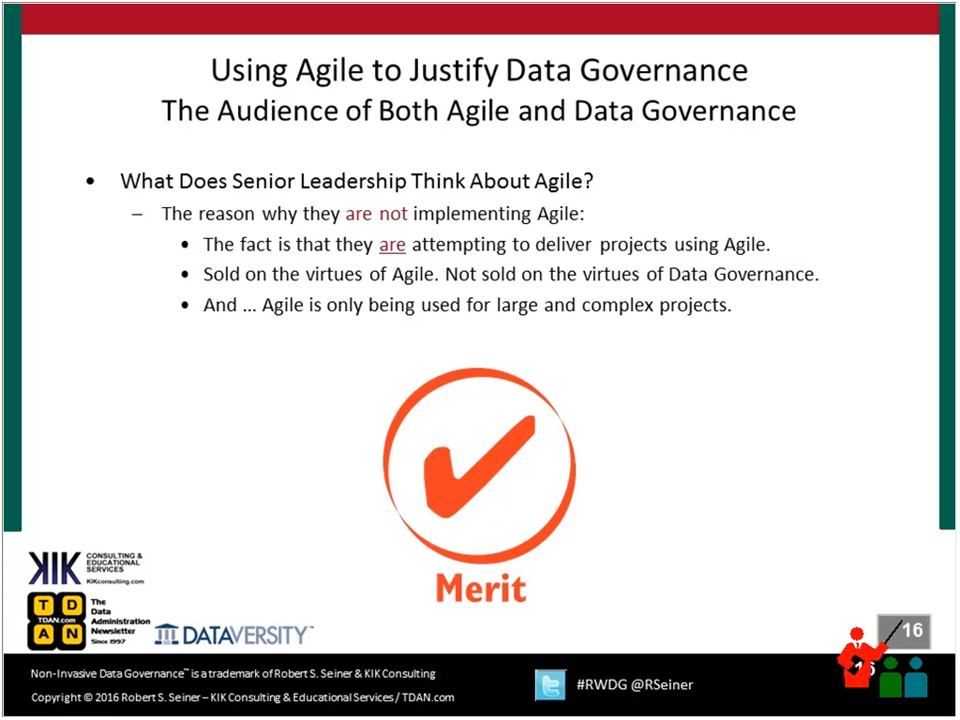 Using Agile to Justify Data Governance
The Audience of Both Agile and Data Governance
• What Does Senior Leadership Think About Agile?
– The reason why they are not implementing Agile:
• The fact is that they are attempting to deliver projects using Agile.
• Sold on the virtues of Agile. Not sold on the virtues of Data Governance.
• And ... Agile is only being used for large and complex projects.
Merit
KIK
CONSULTING &
EDUCATIONAL
SERVICES
KIKconsulting.com
T D
TDAN.com
A N
The
Data
Administration
Newsletter
Since 1997
DATAVERSITY™
16
16
Non-Invasive Data Governance™ is a trademark of Robert S. Seiner & KIK Consulting
Copyright © 2016 Robert S. Seiner – KIK Consulting & Educational Services / TDAN.com
#RWDG @RSeiner